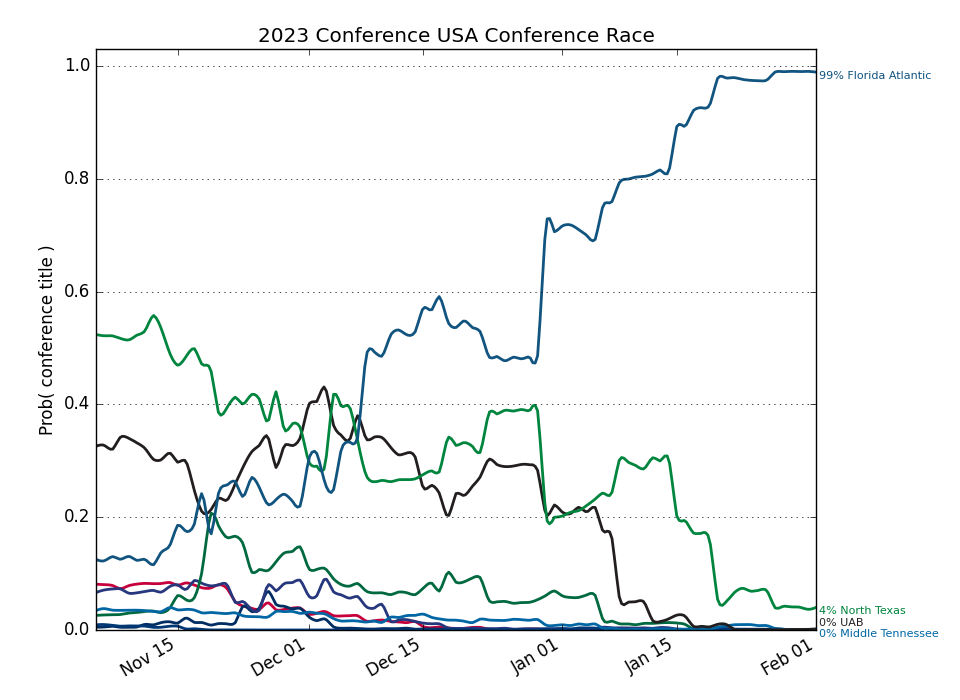 2023 Conference USA Conference Race
Prob( conference title )
1.0
0.8
0.6
0.4
0.2
0.0
99% Florida Atlantic
4% North Texas
0% UAB
0% Middle Tennessee
Nov 15
Dec 01
Dec 15
Jan 01
Jan 15
Feb 01